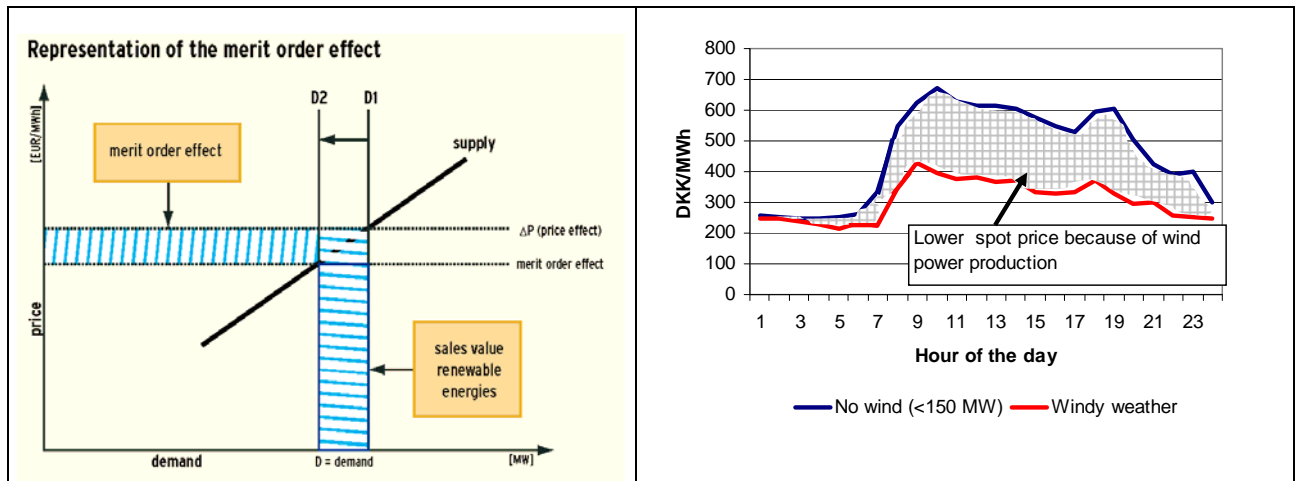 Representation of the merit order effect
D2
D1
[EUR/MWh]
merit order effect
supply
ΔP (price effect)
merit order effect
price
sales value
renewable
energies
demand
D = demand
[MW]
800
700
600
500
400
300
200
100
0
DKK/MWh
Lower spot price because of wind
power production
1 3 5 7 9 11 13 15 17 19 21 23
Hour of the day
No wind (<150 MW)
Windy weather